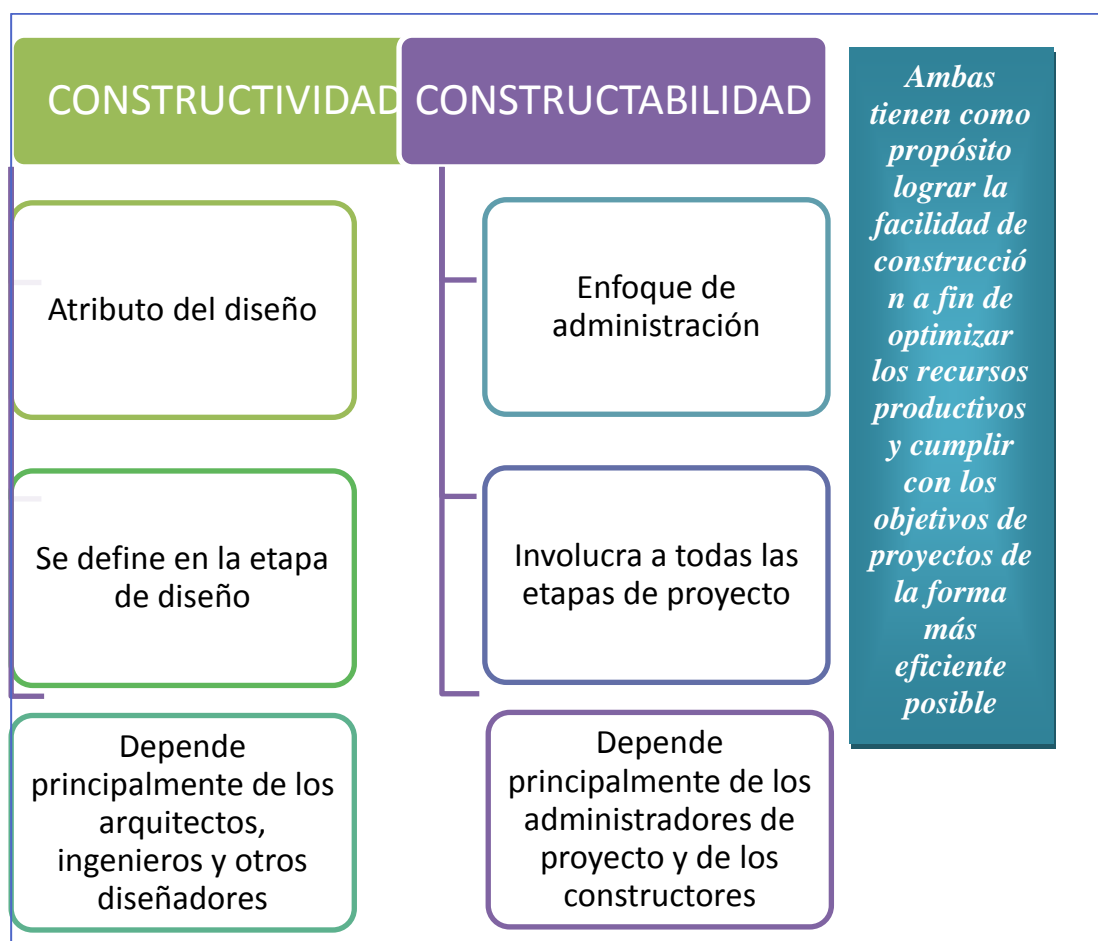 CONSTRUCTIVIDAD
Atributo del diseño
Se define en la etapa
de diseño
Depende
principalmente de los
arquitectos,
ingenieros y otros
diseñadores
CONSTRUCTABILIDAD
Enfoque de
administración
Involucra a todas las
etapas de proyecto
Depende
principalmente de los
administradores de
proyecto y de los
constructores
Ambas
tienen como
propósito
lograr la
facilidad de
construcció
n a fin de
optimizar
los recursos
productivos
y cumplir
con los
objetivos de
proyectos de
la forma
más
eficiente
posible